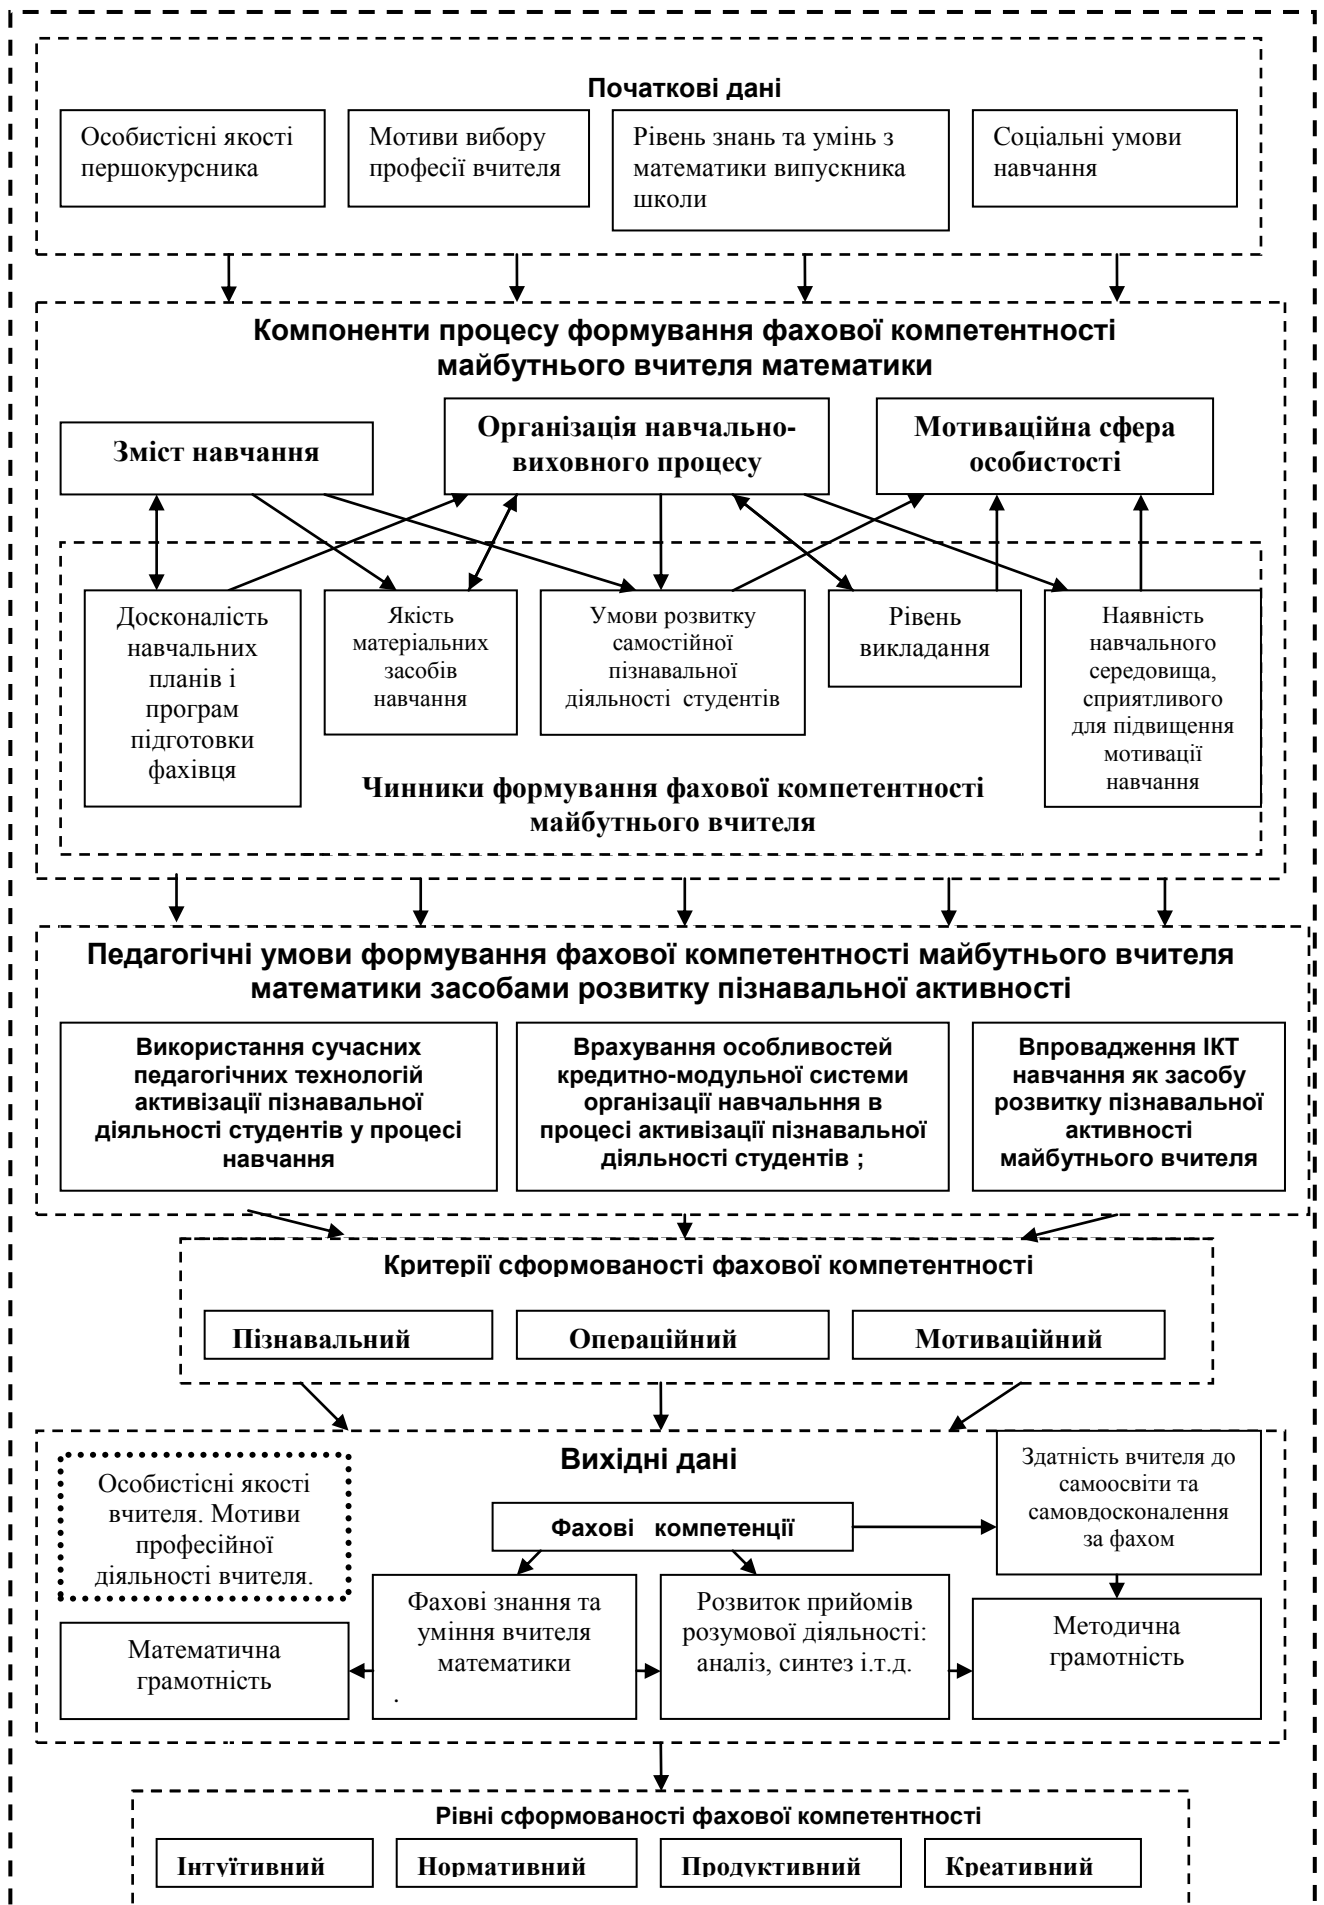 Початкові дані
Особистісні якості
першокурсника
Мотиви вибору
професії вчителя
Рівень знань та умінь з
математики випускника
школи
Соціальні умови
навчання
Компоненти процесу формування фахової компетентності
майбутнього вчителя математики
Зміст навчання
Організація навчально-
виховного процесу
Мотиваційна сфера
особистості
Досконалість
навчальних
планів і
програм
підготовки
фахівця
Якість
матеріальних
засобів
навчання
Умови розвитку
самостійної
пізнавальної
діяльності студентів
Рівень
викладання
Наявність
навчального
середовища,
сприятливого
для підвищення
мотивації
навчання
Чинники формування фахової компетентності
майбутнього вчителя
Педагогічні умови формування фахової компетентності майбутнього вчителя
математики засобами розвитку пізнавальної активності
Використання сучасних
педагогічних технологій
активізації пізнавальної
діяльності студентів у процесі
навчання
Врахування особливостей
кредитно-модульної системи
організації навчальння в
процесі активізації пізнавальної
діяльності студентів ;
Впровадження ІКТ
навчання як засобу
розвитку пізнавальної
активності
майбутнього вчителя
Критерії сформованості фахової компетентності
Пізнавальний
Операційний
Мотиваційний
Вихідні дані
Особистісні якості
вчителя. Мотиви
професійної
діяльності вчителя.
Фахові компетенції
Здатність вчителя до
самоосвіти та
самовдосконалення
за фахом
Математична
грамотність
Фахові знання та
уміння вчителя
математики
.
Розвиток прийомів
розумової діяльності:
аналіз, синтез і.т.д.
Методична
грамотність
Рівні сформованості фахової компетентності
Інтуїтивний
Нормативний
Продуктивний
Креативний